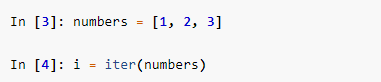 In [3]: numbers = [1, 2, 3]
In [4]: i = iter(numbers)